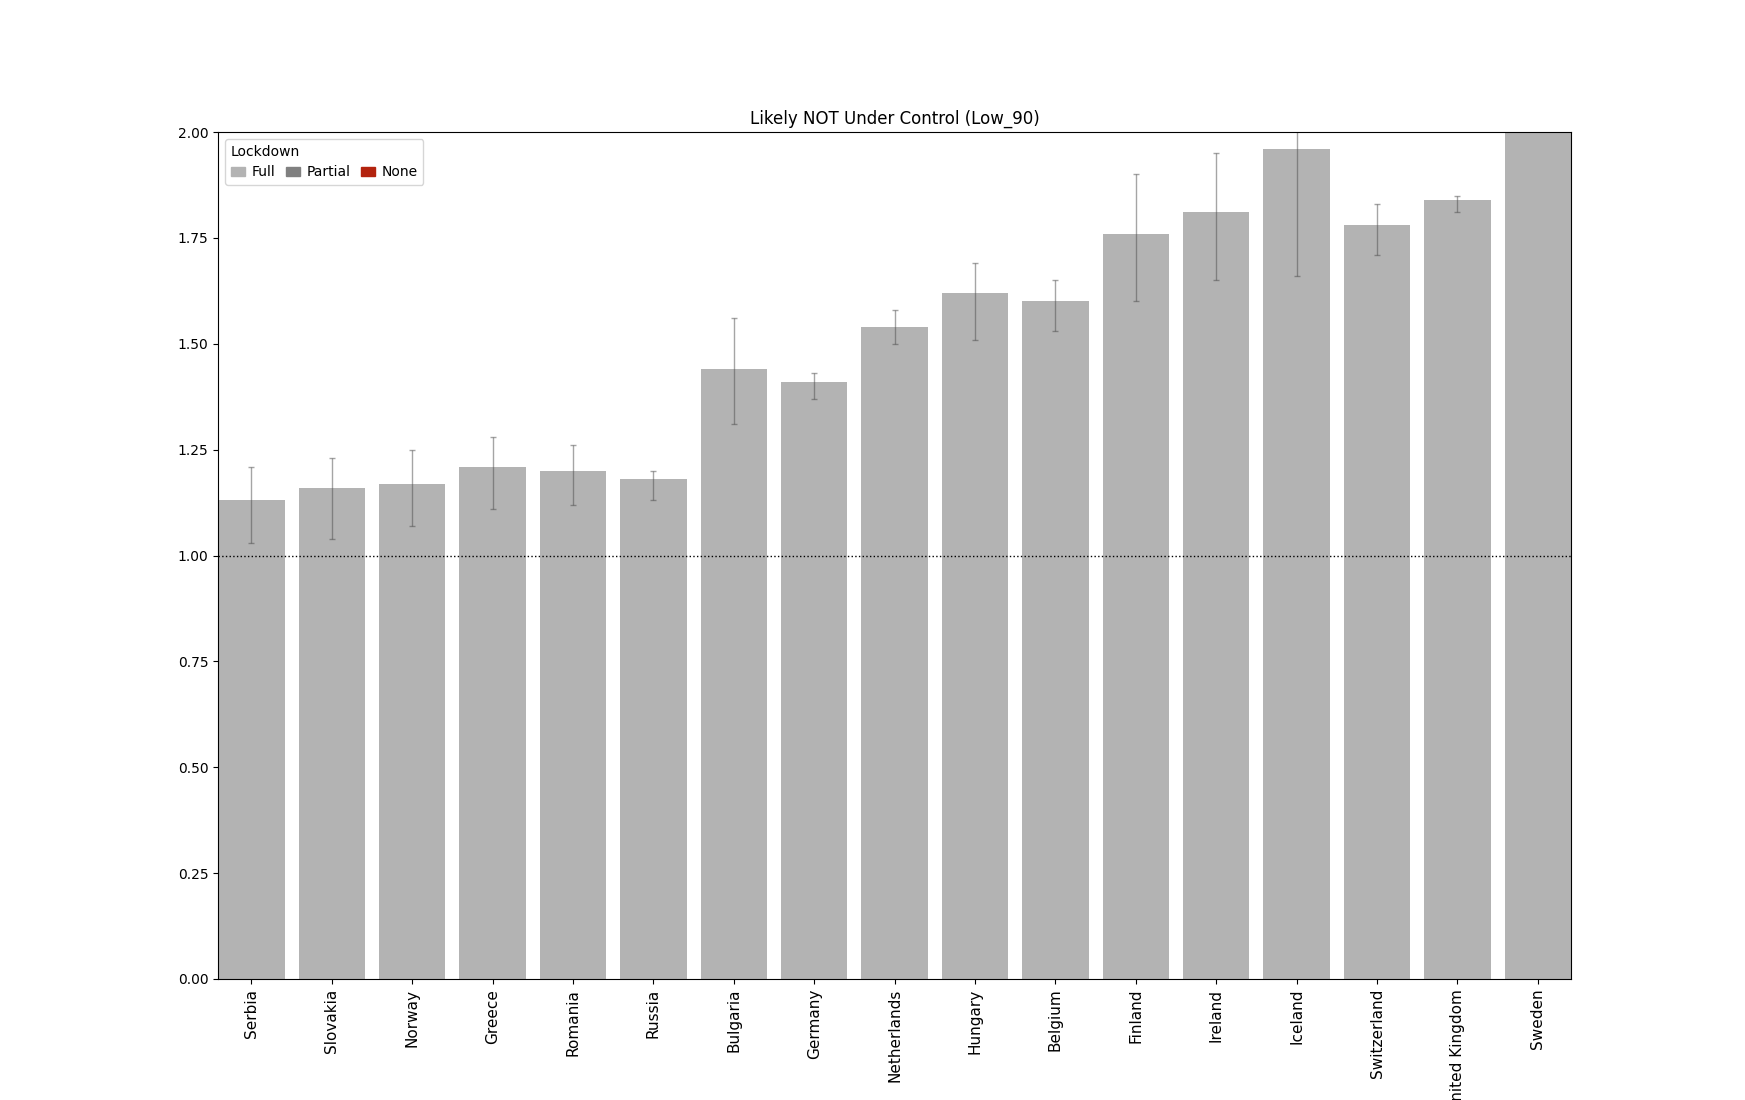 Likely NOT Under Control (Low_90)
Lockdown
Full Partial None
2.00
1.75
1.50
1.25
1.00
0.75
0.50
0.25
0.00
Serbia
Slovakia
Norway
Greece
Romania
Russia
Bulgaria
Germany
Netherlands
Hungary
Belgium
Finland
Ireland
Iceland
Switzerland
nited Kingdom
Sweden